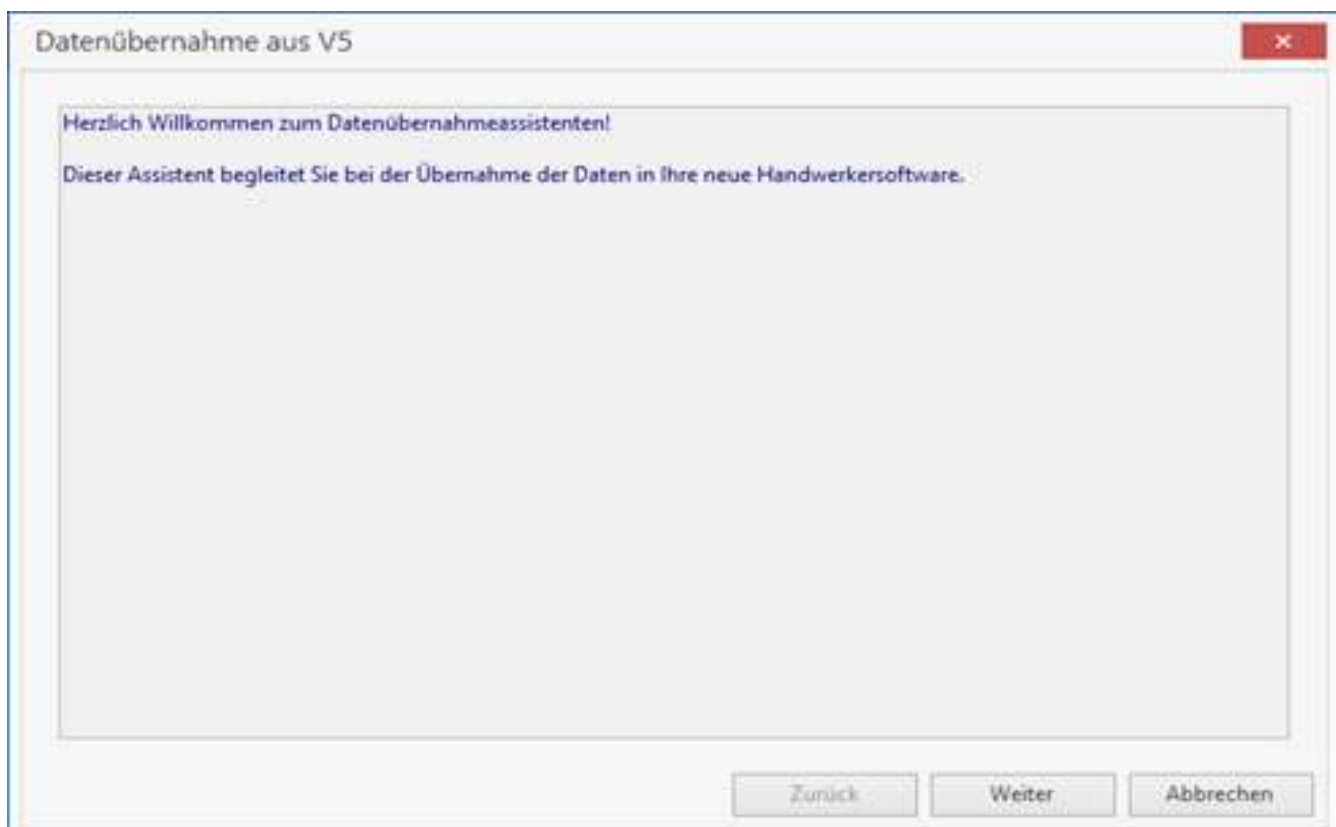 Datenübernahme aus V5
Herzlich Willkommen zum Datenübernahmeassistenten!
Dieser Assistent begleitet Sie bei der Übernahme der Daten in Ihre neue Handwerkersoftware.
Zurück Weiter Abbrechen